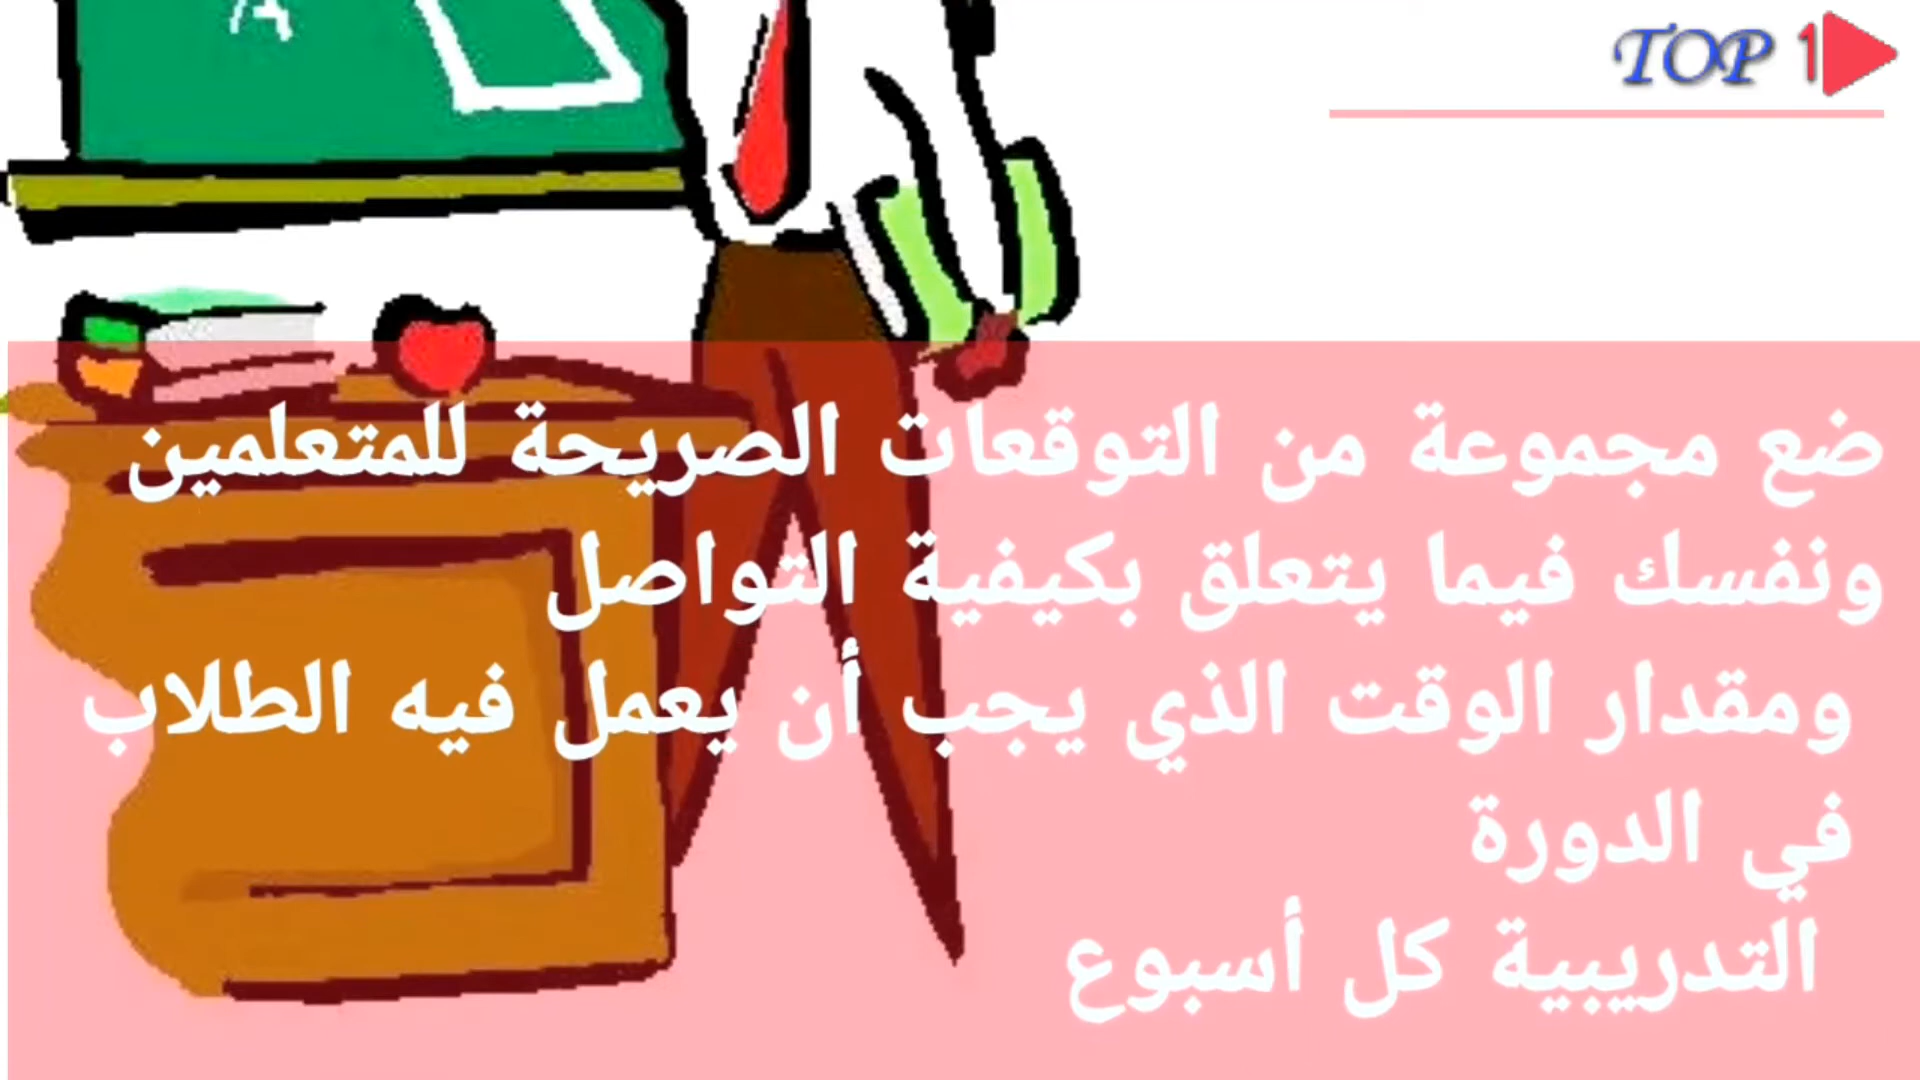 A
TOP 1
ضع مجموعة من التوقعات الصريحة للمتعلمين
ونفسك فيما يتعلق بكيفية التواصل
ومقدار الوقت الذي يجب أن يعمل فيه الطلاب
في الدورة
التدريبية كل أسبوع